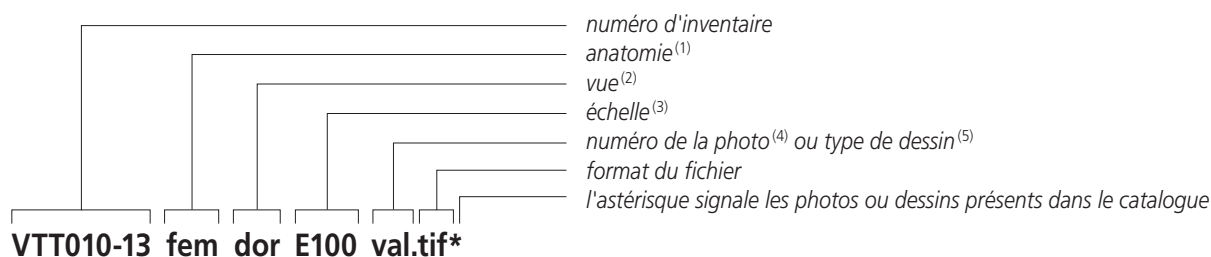 numéro d'inventaire
anatomie(1)
vue(2)
échelle(3)
numéro de la photo(4) ou type de dessin(5)
format du fichier
l'astérisque signale les photos ou dessins présents dans le catalogue
VTT010-13 fem dor E100 val.tif*